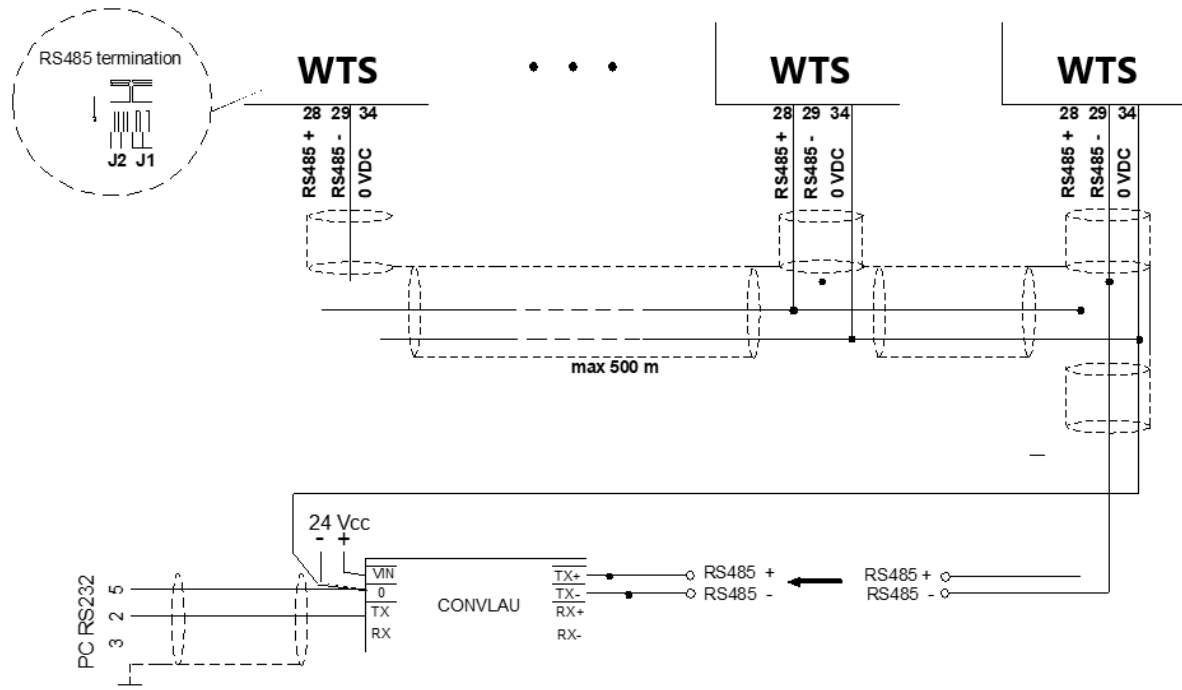 RS485 termination
J2 J1
WTS
28 29 34
RS485 +
RS485 -
0 VDC
WTS
28 29 34
RS485 +
RS485 -
0 VDC
WTS
28 29 34
RS485 +
RS485 -
0 VDC
max 500 m
24 Vcc
- +
PC RS232
5
2
3
VIN
0
TX
RX
CONVLAU
TX+
TX-
RX+
RX-
RS485 +
RS485 -
RS485 +
RS485 -